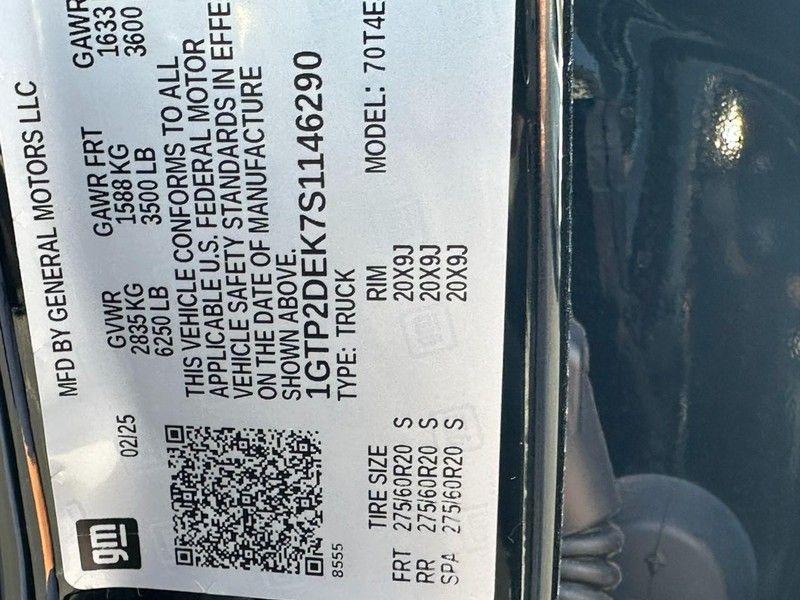 gm
02/25
MFD BY GENERAL MOTORS LLC
GVWR GAWR FRT GAWR
2835 KG 1588 KG 1633
6250 LB 3500 LB 3600
THIS VEHICLE CONFORMS TO ALL
APPLICABLE U.S. FEDERAL MOTOR
VEHICLE SAFETY STANDARDS IN EFFE
ON THE DATE OF MANUFACTURE
SHOWN ABOVE.
1GTP2DEK7S1146290
TYPE: TRUCK MODEL: 70T4E
8555
TIRE SIZE RIM
FRT 275/60R20 S 20X9J
RR 275/60R20 S 20X9J
SPA 275/60R20 S 20X9J